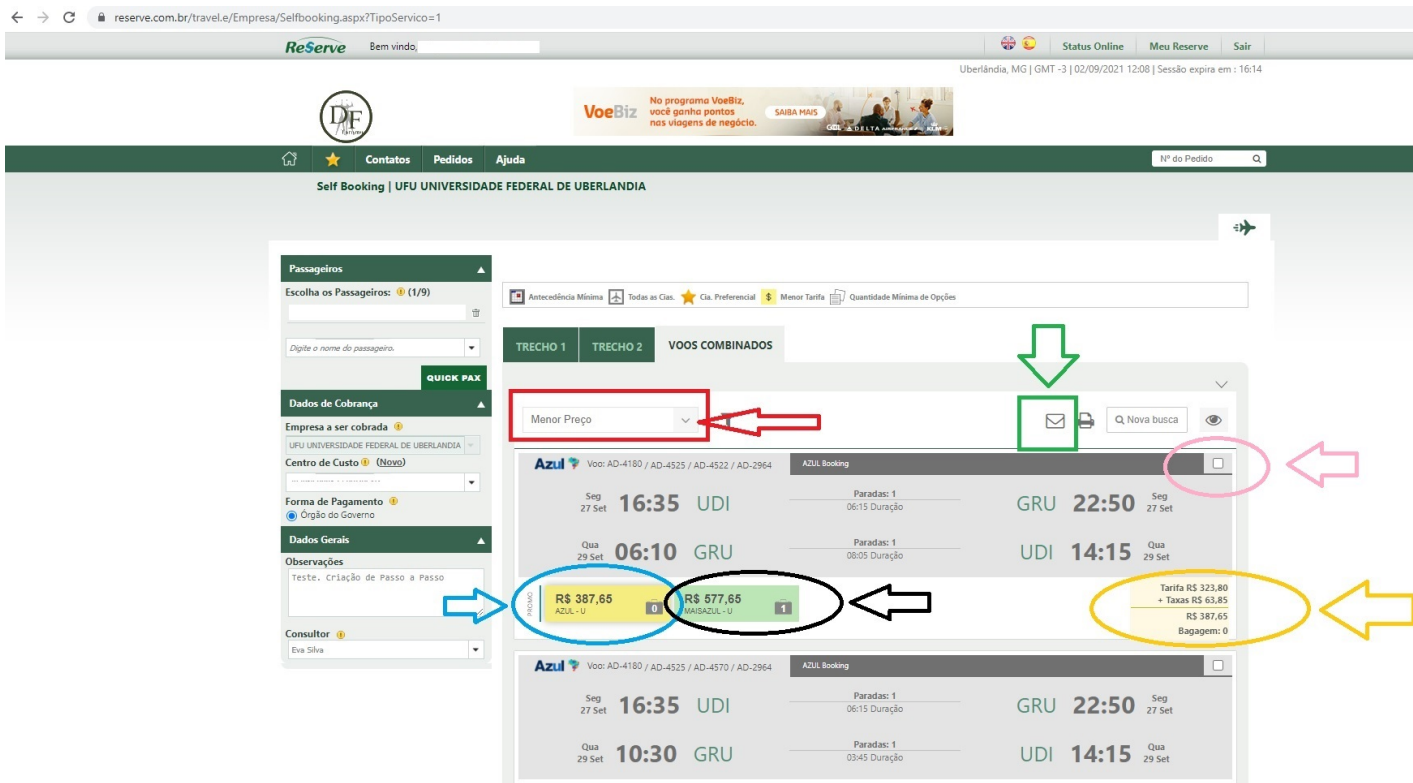 reserve.com.br/travel.e/Empresa/Selfbooking.aspx?TipoServico=1
ReServe Bem vindo, Status Online Meu Reserve Sair
Uberlândia, MG | GMT -3 | 02/09/2021 12:08 | Sessão expira em : 16:14
DF
VoeBiz
No programa VoeBiz,
você ganha pontos
nas viagens de negócio.
SAIBA MAIS
GOL DELTA KLM
Contatos Pedidos Ajuda Nº do Pedido
Self Booking | UFU UNIVERSIDADE FEDERAL DE UBERLANDIA
Passageiros
Escolha os Passageiros: (1/9)
Digite o nome do passageiro.
QUICK PAX
Dados de Cobrança
Empresa a ser cobrada
UFU UNIVERSIDADE FEDERAL DE UBERLANDIA
Centro de Custo (Novo)
Forma de Pagamento
Órgão do Governo
Dados Gerais
Observações
Teste. Criação de Passo a Passo
Consultor
Eva Silva
Antecedência Mínima Todas as Cias. Cia. Preferencial $ Menor Tarifa Quantidade Mínima de Opções
TRECHO 1 TRECHO 2 VOOS COMBINADOS
Menor Preço Nova busca
Azul Voo: AD-4180 / AD-4525 / AD-4522 / AD-2964 AZUL Booking
Seg
27 Set 16:35 UDI
Paradas: 1
06:15 Duração
GRU 22:50 Seg
27 Set
Qua
29 Set 06:10 GRU
Paradas: 1
08:05 Duração
UDI 14:15 Qua
29 Set
PROMO
R$ 387,65
AZUL - U 0
R$ 577,65
MAISAZUL - U 1
Tarifa R$ 323,80
+ Taxas R$ 63,85
R$ 387,65
Bagagem: 0
Azul Voo: AD-4180 / AD-4525 / AD-4570 / AD-2964 AZUL Booking
Seg
27 Set 16:35 UDI
Paradas: 1
06:15 Duração
GRU 22:50 Seg
27 Set
Qua
29 Set 10:30 GRU
Paradas: 1
03:45 Duração
UDI 14:15 Qua
29 Set